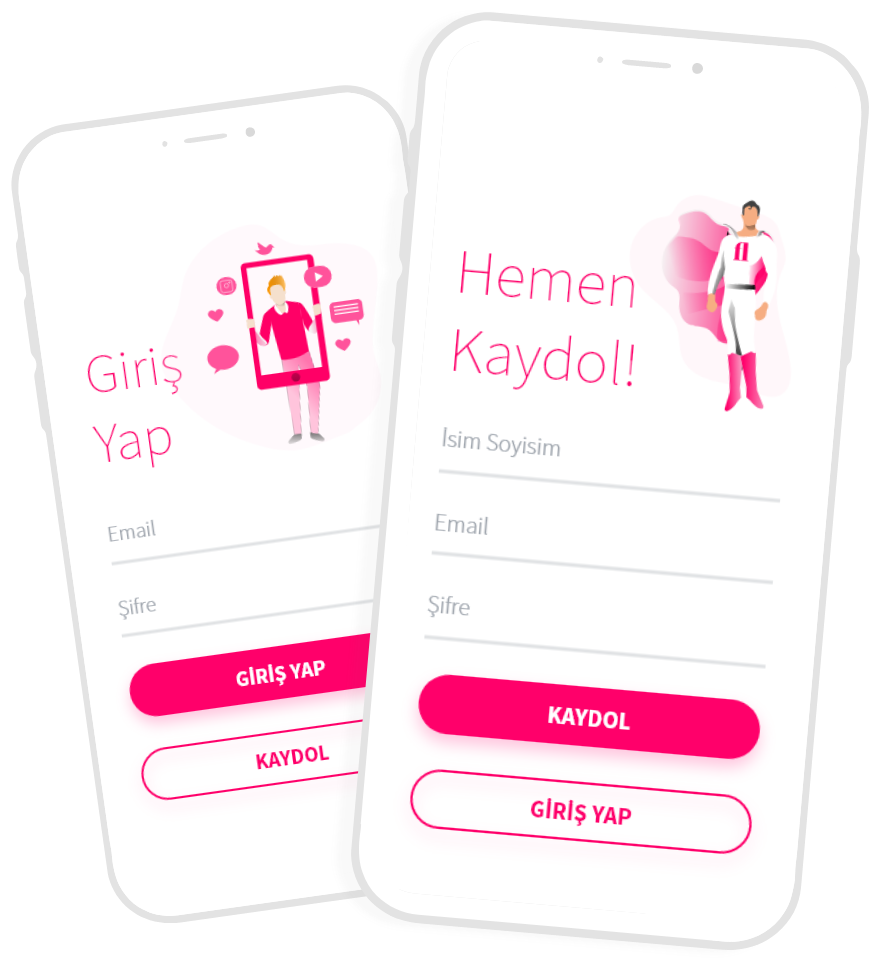 Giriş
Yap
Email
Şifre
GİRİŞ YAP
KAYDOL
Hemen
Kaydol!
İsim Soyisim
Email
Şifre
KAYDOL
GİRİŞ YAP